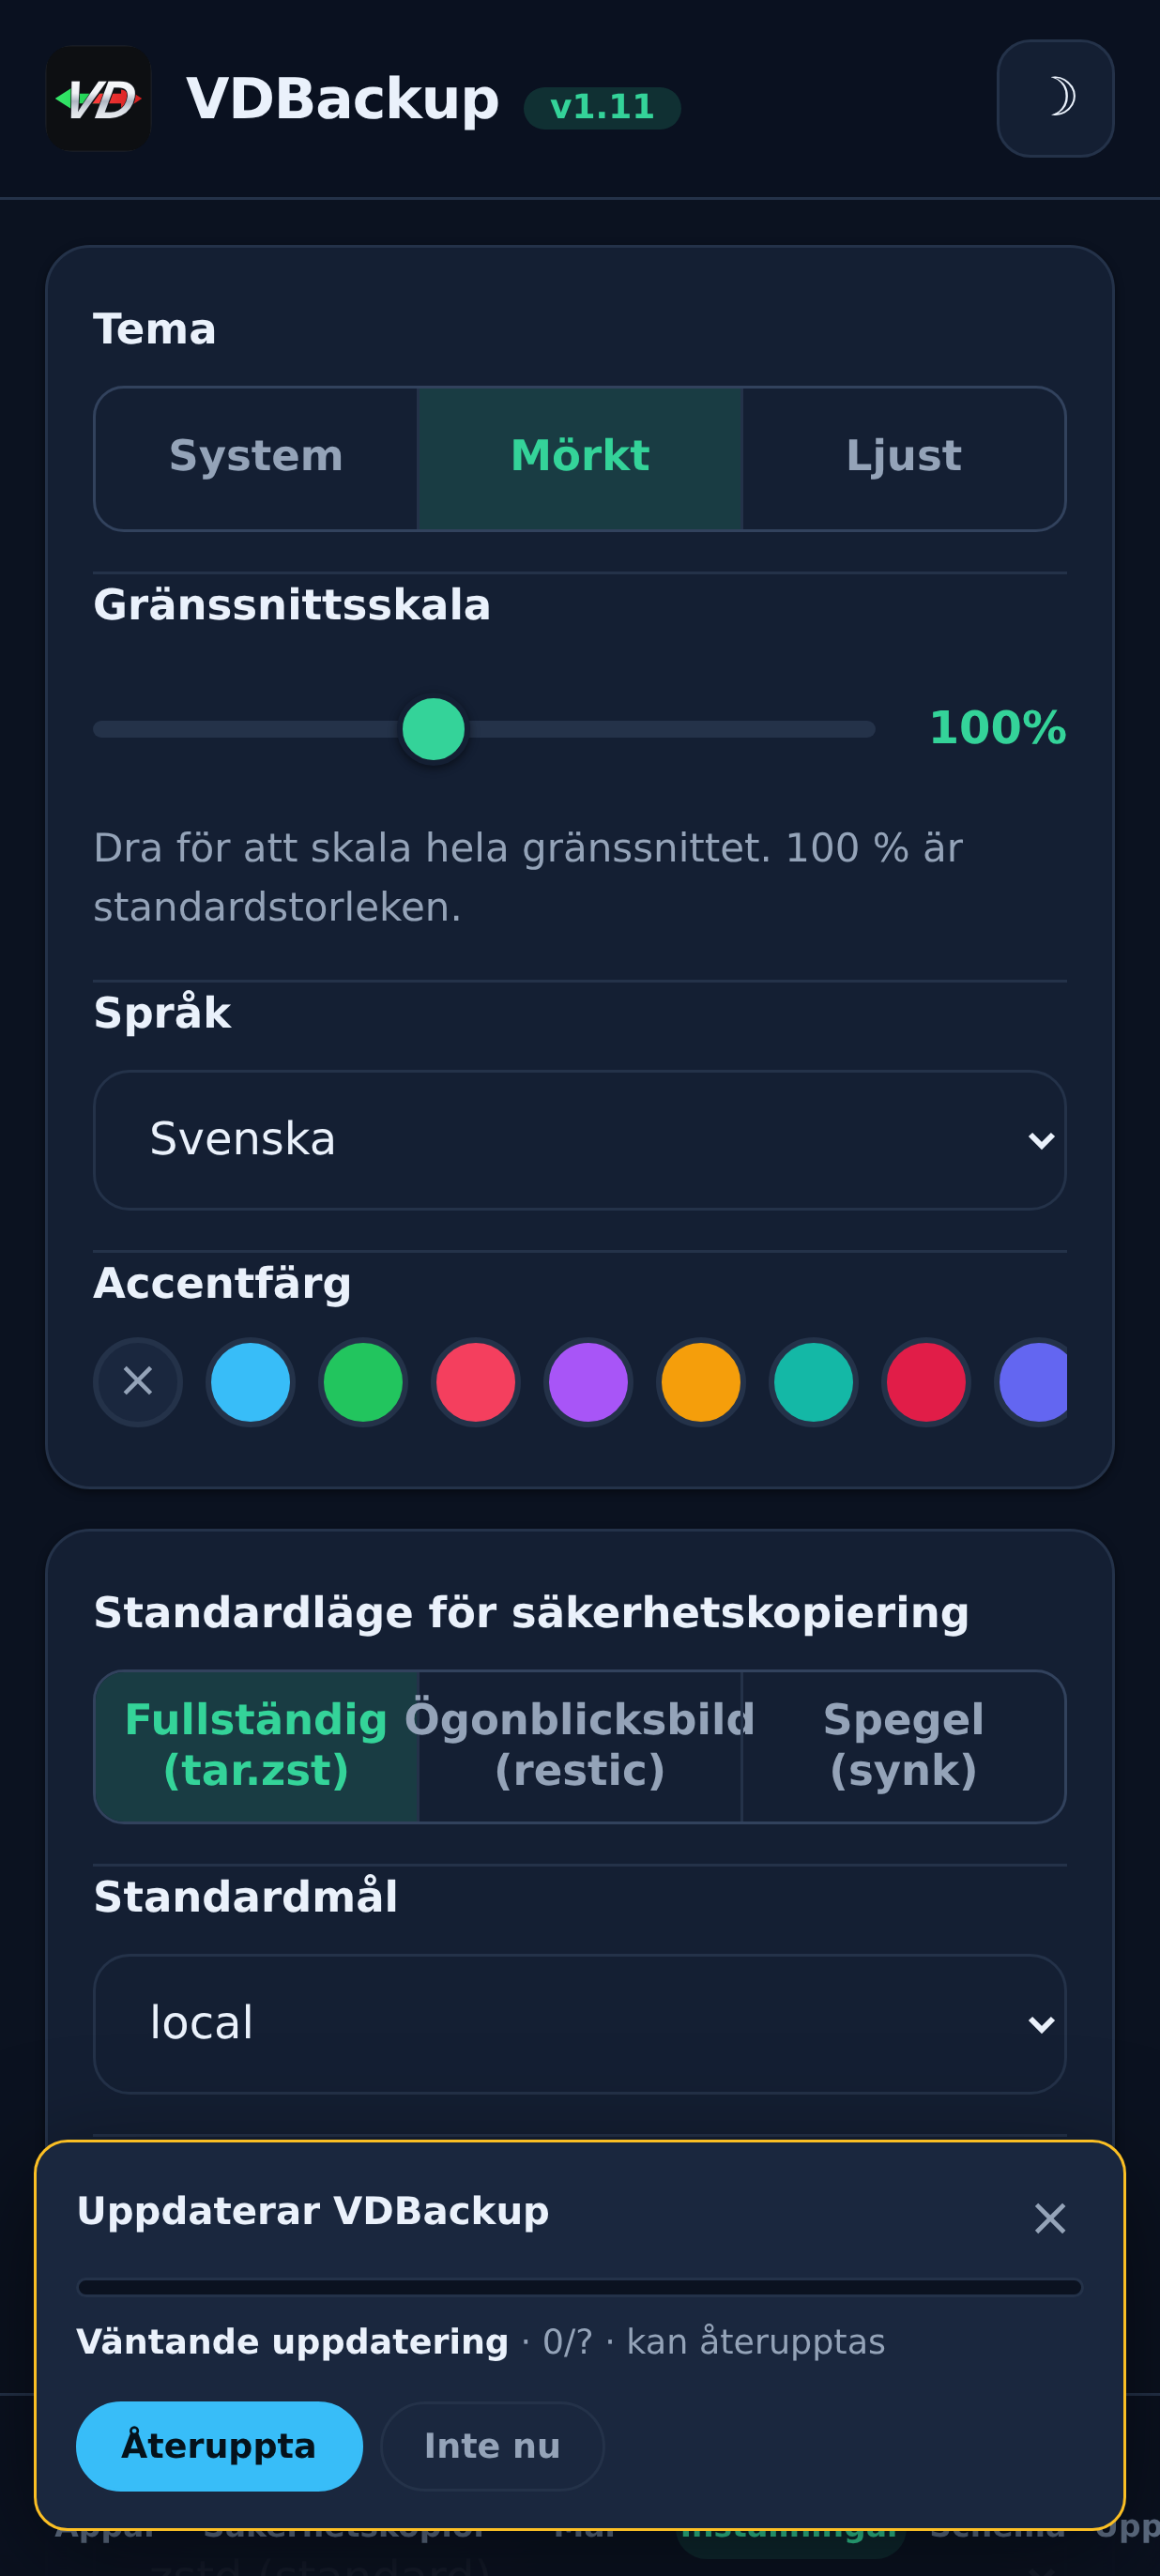 VD
VDBackup v1.11
Tema
System Mörkt Ljust
Gränssnittsskala
100%
Dra för att skala hela gränssnittet. 100 % är
standardstorleken.
Språk
Svenska
Accentfärg
Standardläge för säkerhetskopiering
Fullständig Ögonblicksbild Spegel
(tar.zst) (restic) (synk)
Standardmål
local
Uppdaterar VDBackup
Väntande uppdatering · 0/? · kan återupptas
Återuppta Inte nu